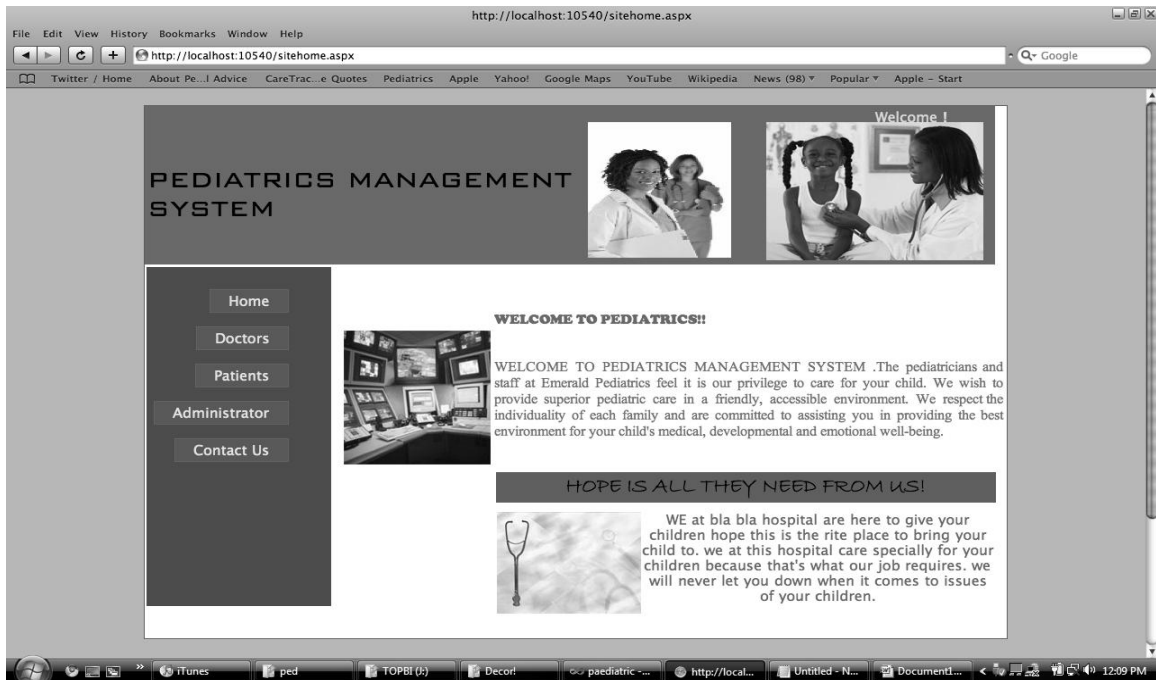 http://localhost:10540/sitehome.aspx
File Edit View History Bookmarks Window Help
http://localhost:10540/sitehome.aspx
Google
Twitter / Home About Pe...l Advice CareTrac...e Quotes Pediatrics Apple Yahoo! Google Maps YouTube Wikipedia News (98) Popular Apple – Start
Welcome !
PEDIATRICS MANAGEMENT
SYSTEM
Home
Doctors
Patients
Administrator
Contact Us
WELCOME TO PEDIATRICS!!
WELCOME TO PEDIATRICS MANAGEMENT SYSTEM .The pediatricians and
staff at Emerald Pediatrics feel it is our privilege to care for your child. We wish to
provide superior pediatric care in a friendly, accessible environment. We respect the
individuality of each family and are committed to assisting you in providing the best
environment for your child's medical, developmental and emotional well-being.
HOPE IS ALL THEY NEED FROM US!
WE at bla bla hospital are here to give your
children hope this is the rite place to bring your
child to. we at this hospital care specially for your
children because that's what our job requires. we
will never let you down when it comes to issues
of your children.
iTunes ped TOPBI (J:) Decor! paediatric -... http://local... Untitled - N... Document1... 12:09 PM